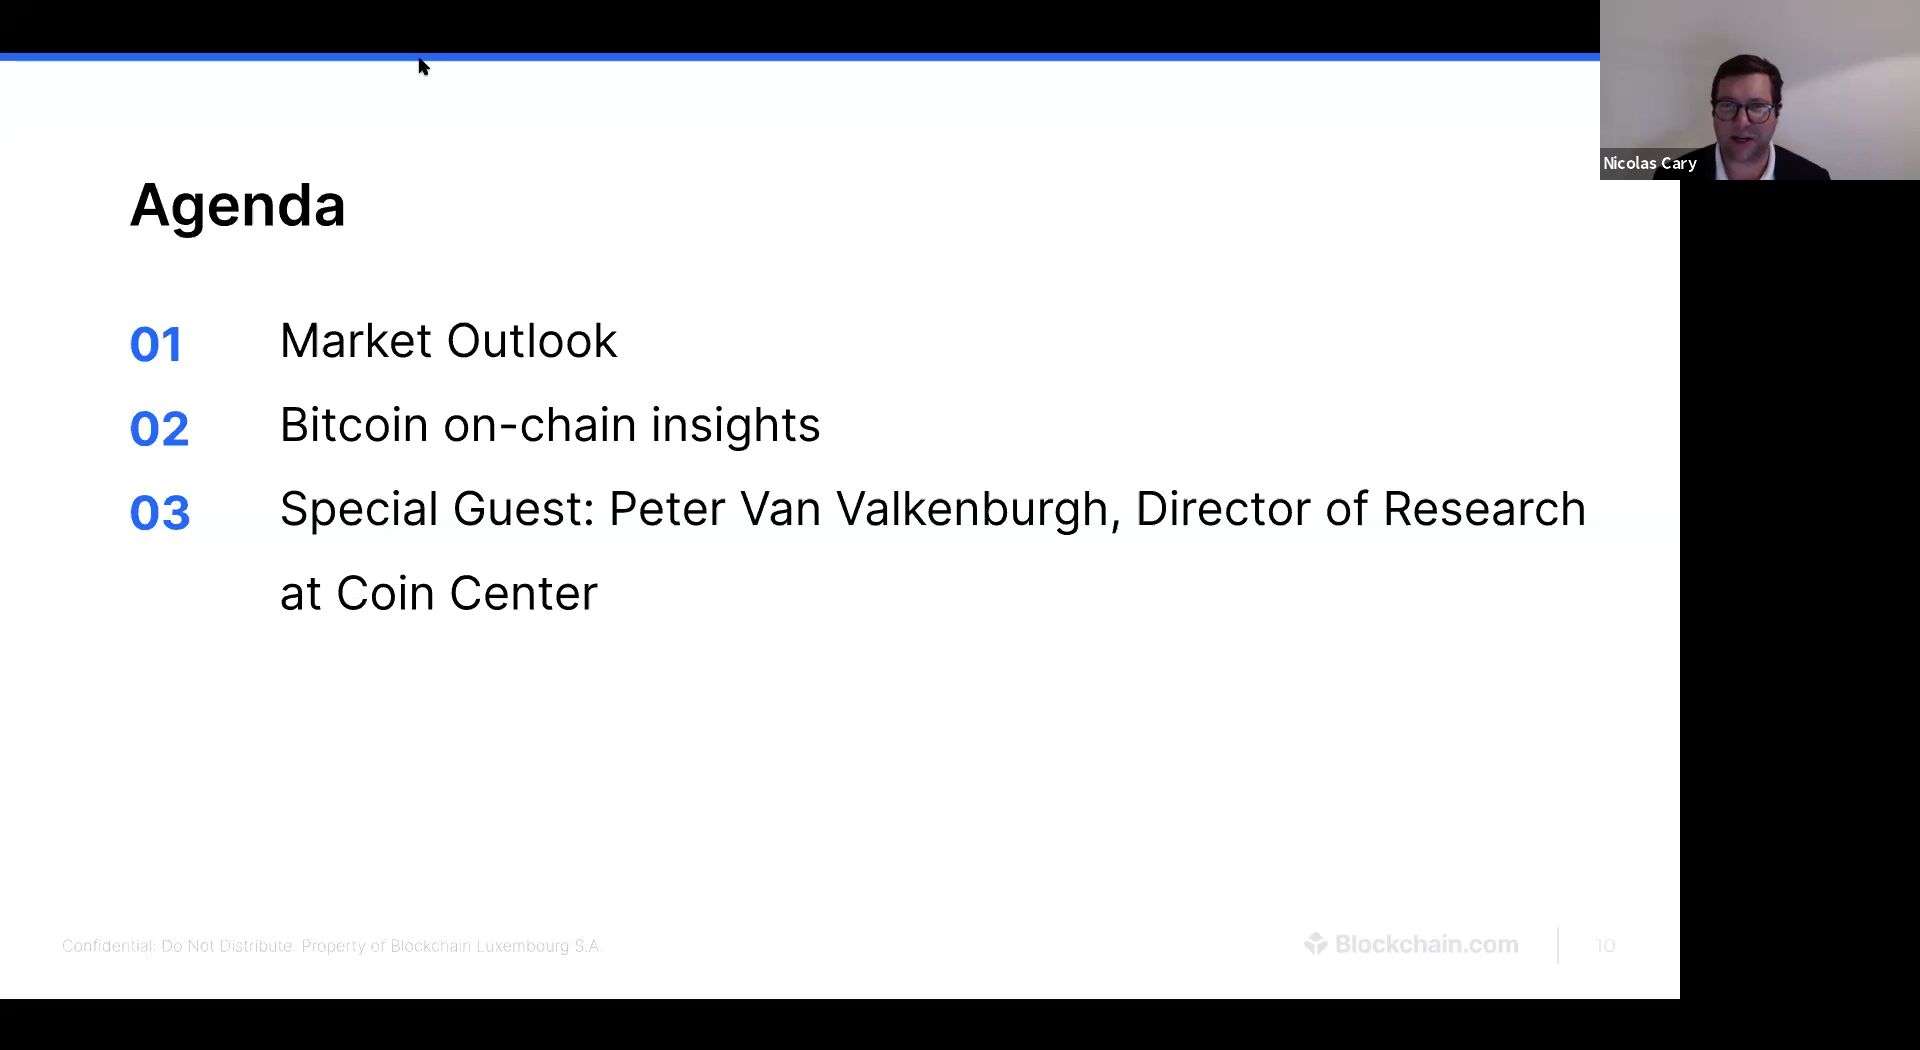 Nicolas Cary
Agenda
01 Market Outlook
02 Bitcoin on-chain insights
03 Special Guest: Peter Van Valkenburgh, Director of Research
at Coin Center
Confidential: Do Not Distribute. Property of Blockchain Luxembourg S.A.
Blockchain.com
10